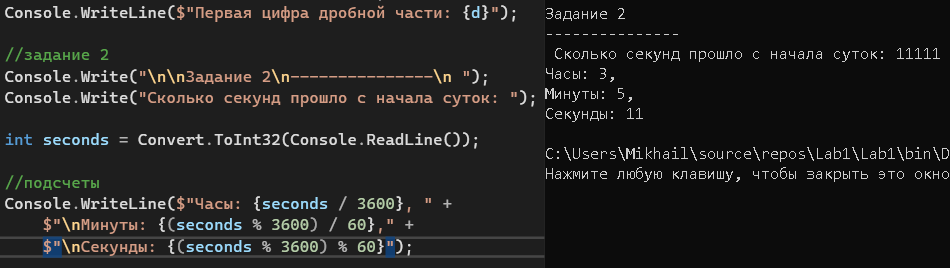 Console.WriteLine($"Первая цифра дробной части: {d}");
//задание 2
Console.Write("\n\nЗадание 2\n---------------\n ");
Console.Write("Сколько секунд прошло с начала суток: ");
int seconds = Convert.ToInt32(Console.ReadLine());
//подсчеты
Console.WriteLine($"Часы: {seconds / 3600}, " +
$"\nМинуты: {(seconds % 3600) / 60}," +
$"\nСекунды: {(seconds % 3600) % 60}");
Задание 2
---------------
Сколько секунд прошло с начала суток: 11111
Часы: 3,
Минуты: 5,
Секунды: 11
C:\Users\Mikhail\source\repos\Lab1\Lab1\bin\D
Нажмите любую клавишу, чтобы закрыть это окно